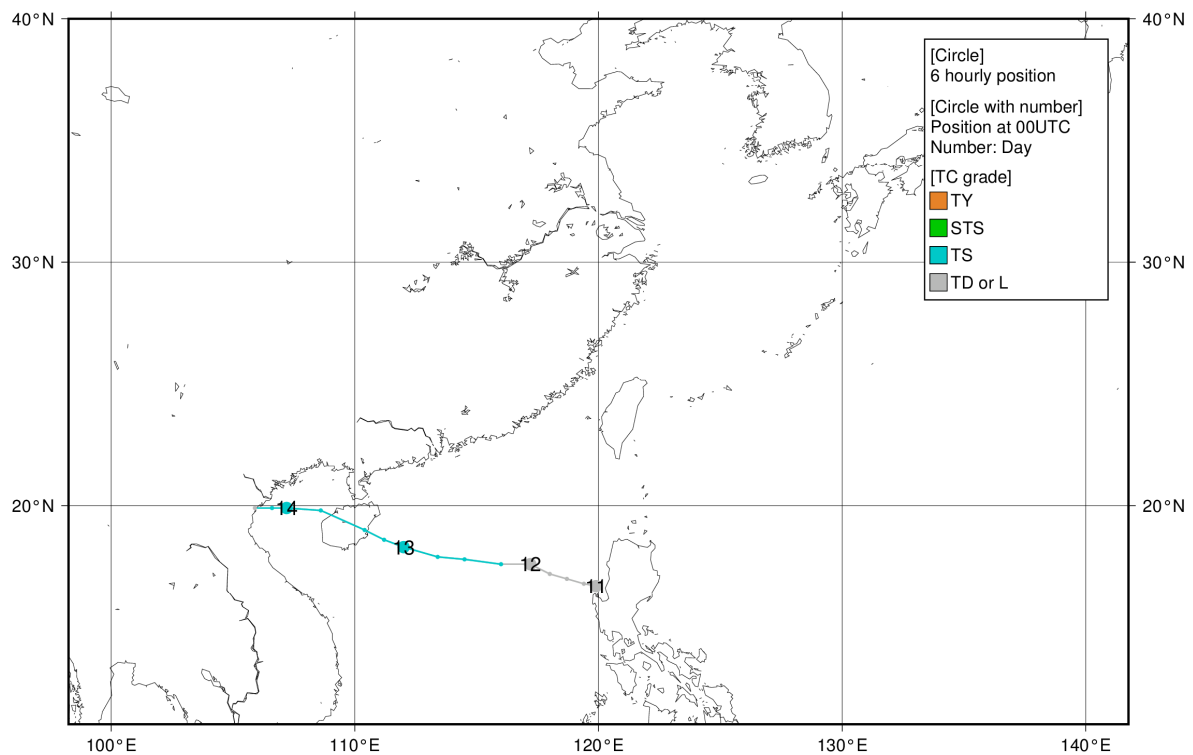 40°N
40°N
[Circle]
6 hourly position
[Circle with number]
Position at 00UTC
Number: Day
[TC grade]
TY
STS
TS
TD or L
30°N
30°N
20°N
20°N
14
13
12
11
100°E
110°E
120°E
130°E
140°E